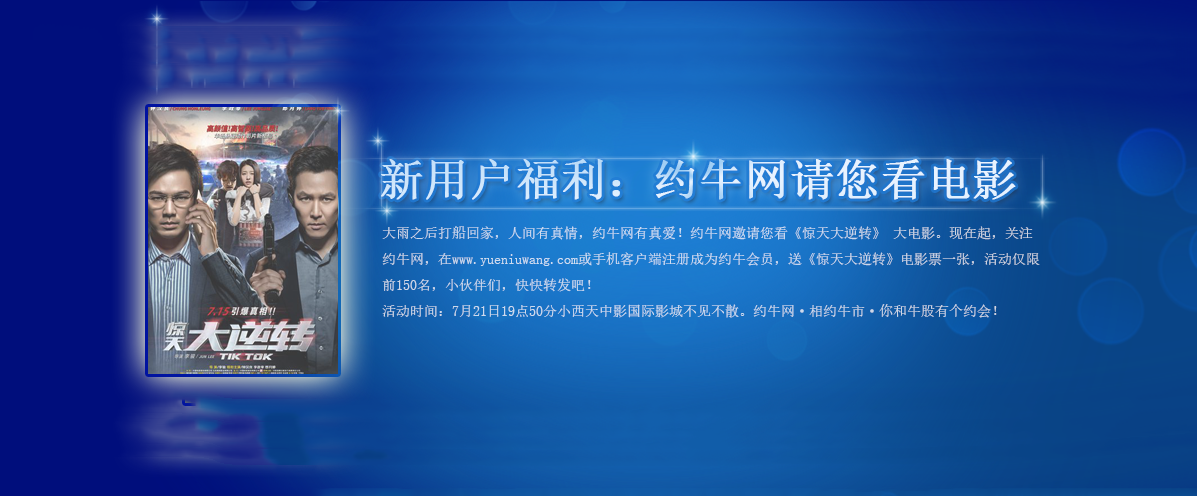 高颜值!高智商
7.15引爆真相!!
惊天
大逆转
TIK TOK
新用户福利：约牛网请您看电影
大雨之后打船回家，人间有真情，约牛网有真爱！约牛网邀请您看《惊天大逆转》 大电影。现在起，关注
约牛网，在www.yueniuwang.com或手机客户端注册成为约牛会员，送《惊天大逆转》电影票一张，活动仅限
前150名，小伙伴们，快快转发吧！
活动时间：7月21日19点50分小西天中影国际影城不见不散。约牛网·相约牛市·你和牛股有个约会！